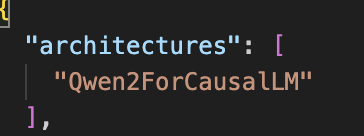 {
"architectures": [
"Qwen2ForCausalLM"
],